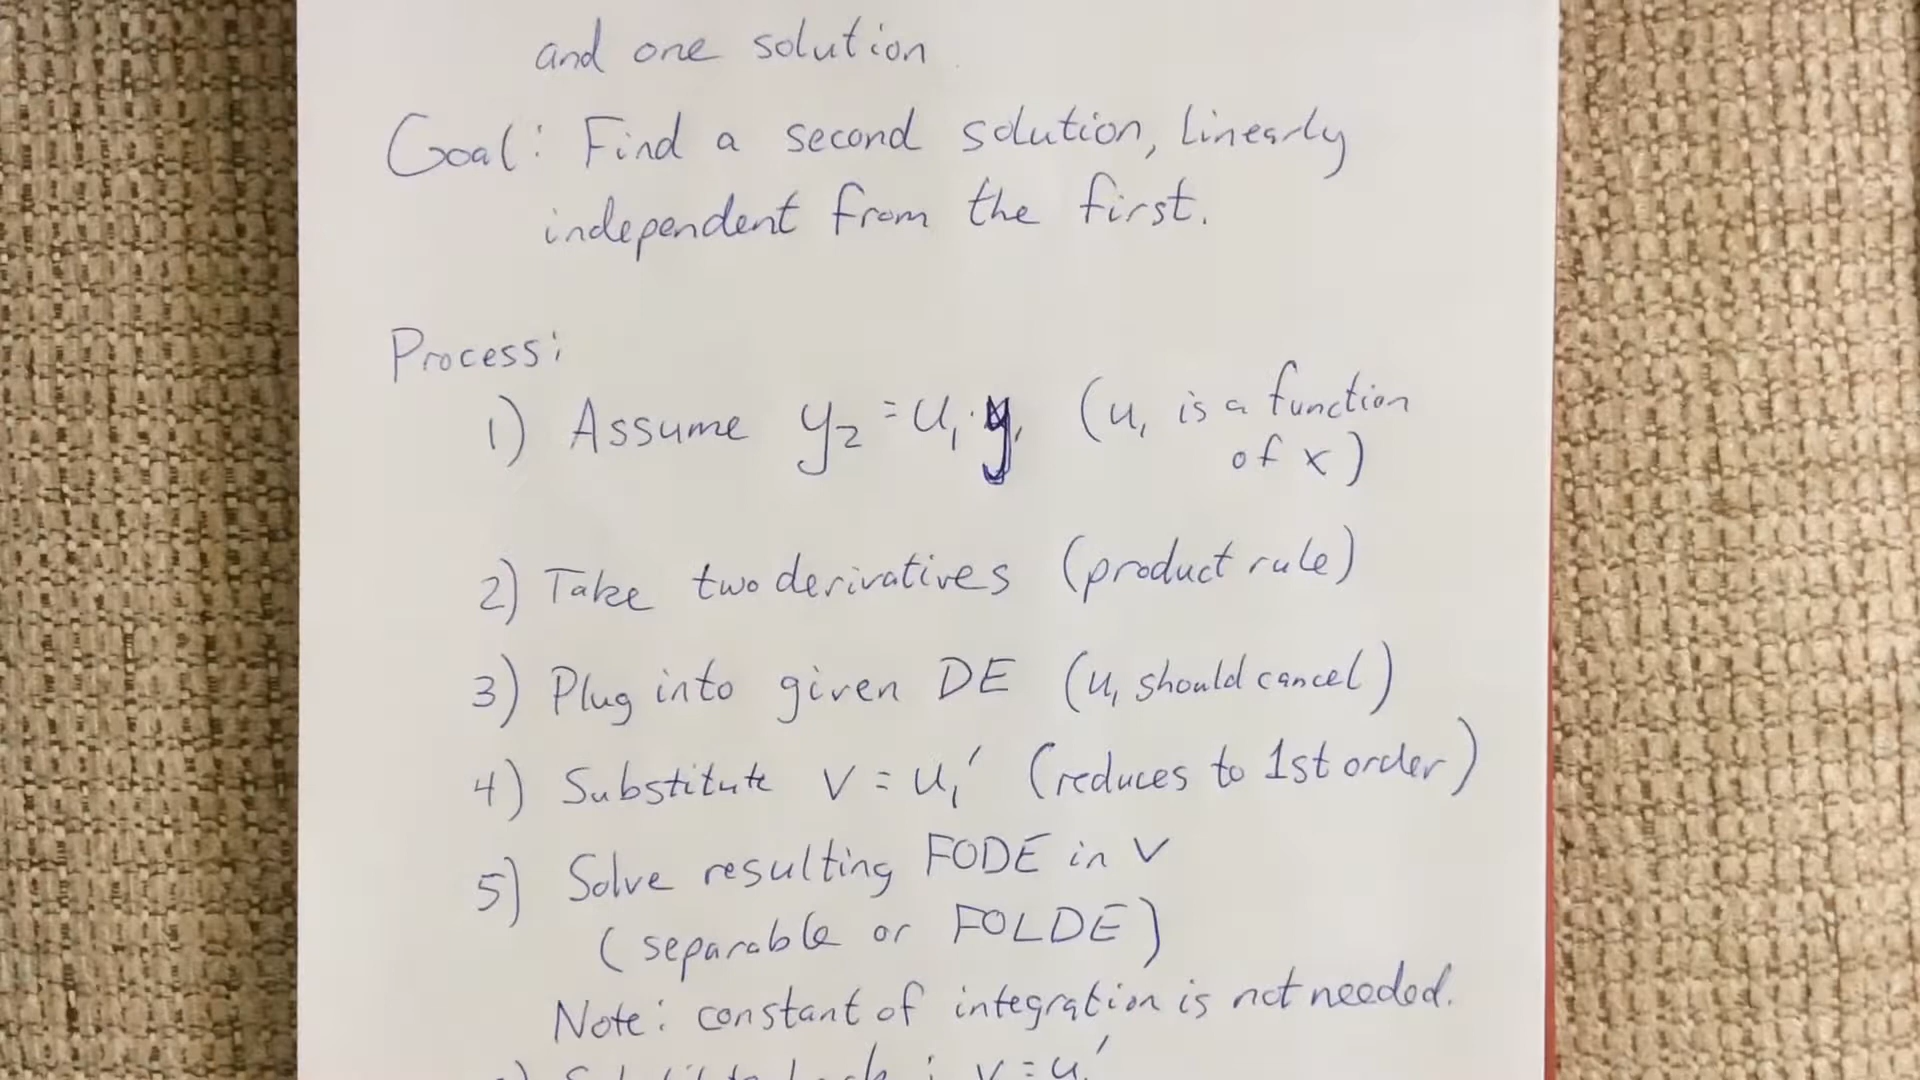 and one solution
Goal: Find a second solution, linearly
independent from the first.
Process:
1) Assume y₂ = u₁·y₁ (u₁ is a function
of x)
2) Take two derivatives (product rule)
3) Plug into given DE (u₁ should cancel)
4) Substitute v = u₁' (reduces to 1st order)
5) Solve resulting FODE in v
(separable or FOLDE)
Note: constant of integration is not needed.
v = u₁'